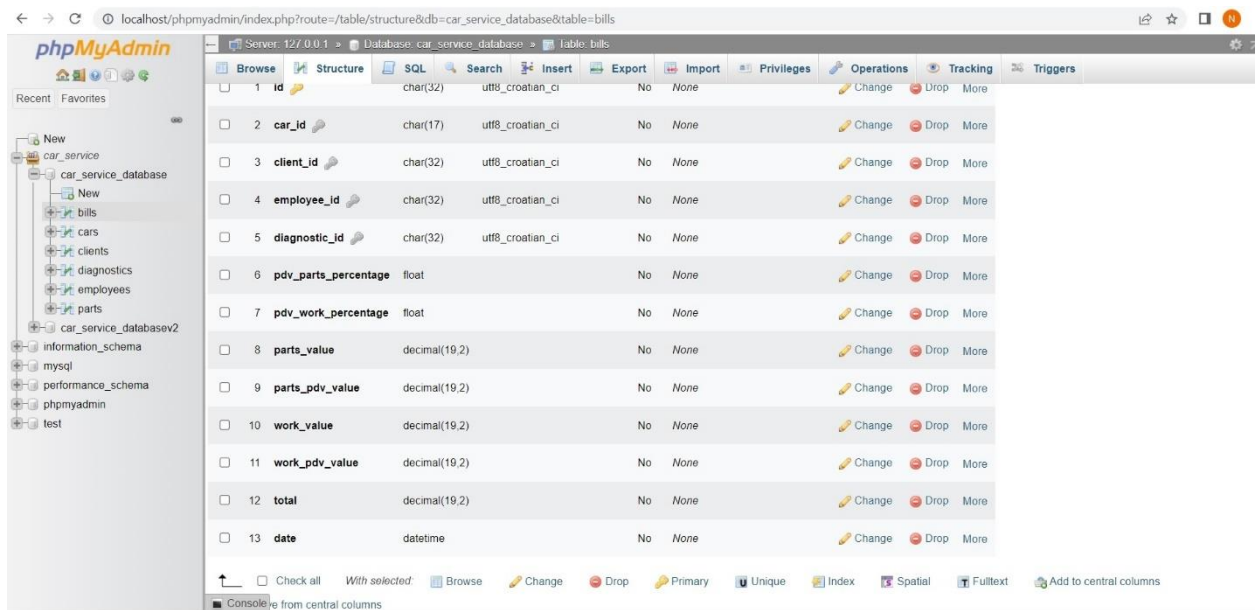 localhost/phpmyadmin/index.php?route=/table/structure&db=car_service_database&table=bills
N
phpMyAdmin
Recent Favorites
New
car_service
car_service_database
New
bills
cars
clients
diagnostics
employees
parts
car_service_databasev2
information_schema
mysql
performance_schema
phpmyadmin
test
Server: 127.0.0.1 » Database: car_service_database » Table: bills
Browse Structure SQL Search Insert Export Import Privileges Operations Tracking Triggers
1 id char(32) utf8_croatian_ci No None Change Drop More
2 car_id char(17) utf8_croatian_ci No None Change Drop More
3 client_id char(32) utf8_croatian_ci No None Change Drop More
4 employee_id char(32) utf8_croatian_ci No None Change Drop More
5 diagnostic_id char(32) utf8_croatian_ci No None Change Drop More
6 pdv_parts_percentage float No None Change Drop More
7 pdv_work_percentage float No None Change Drop More
8 parts_value decimal(19,2) No None Change Drop More
9 parts_pdv_value decimal(19,2) No None Change Drop More
10 work_value decimal(19,2) No None Change Drop More
11 work_pdv_value decimal(19,2) No None Change Drop More
12 total decimal(19,2) No None Change Drop More
13 date datetime No None Change Drop More
Check all With selected: Browse Change Drop Primary Unique Index Spatial Fulltext Add to central columns
Console ve from central columns